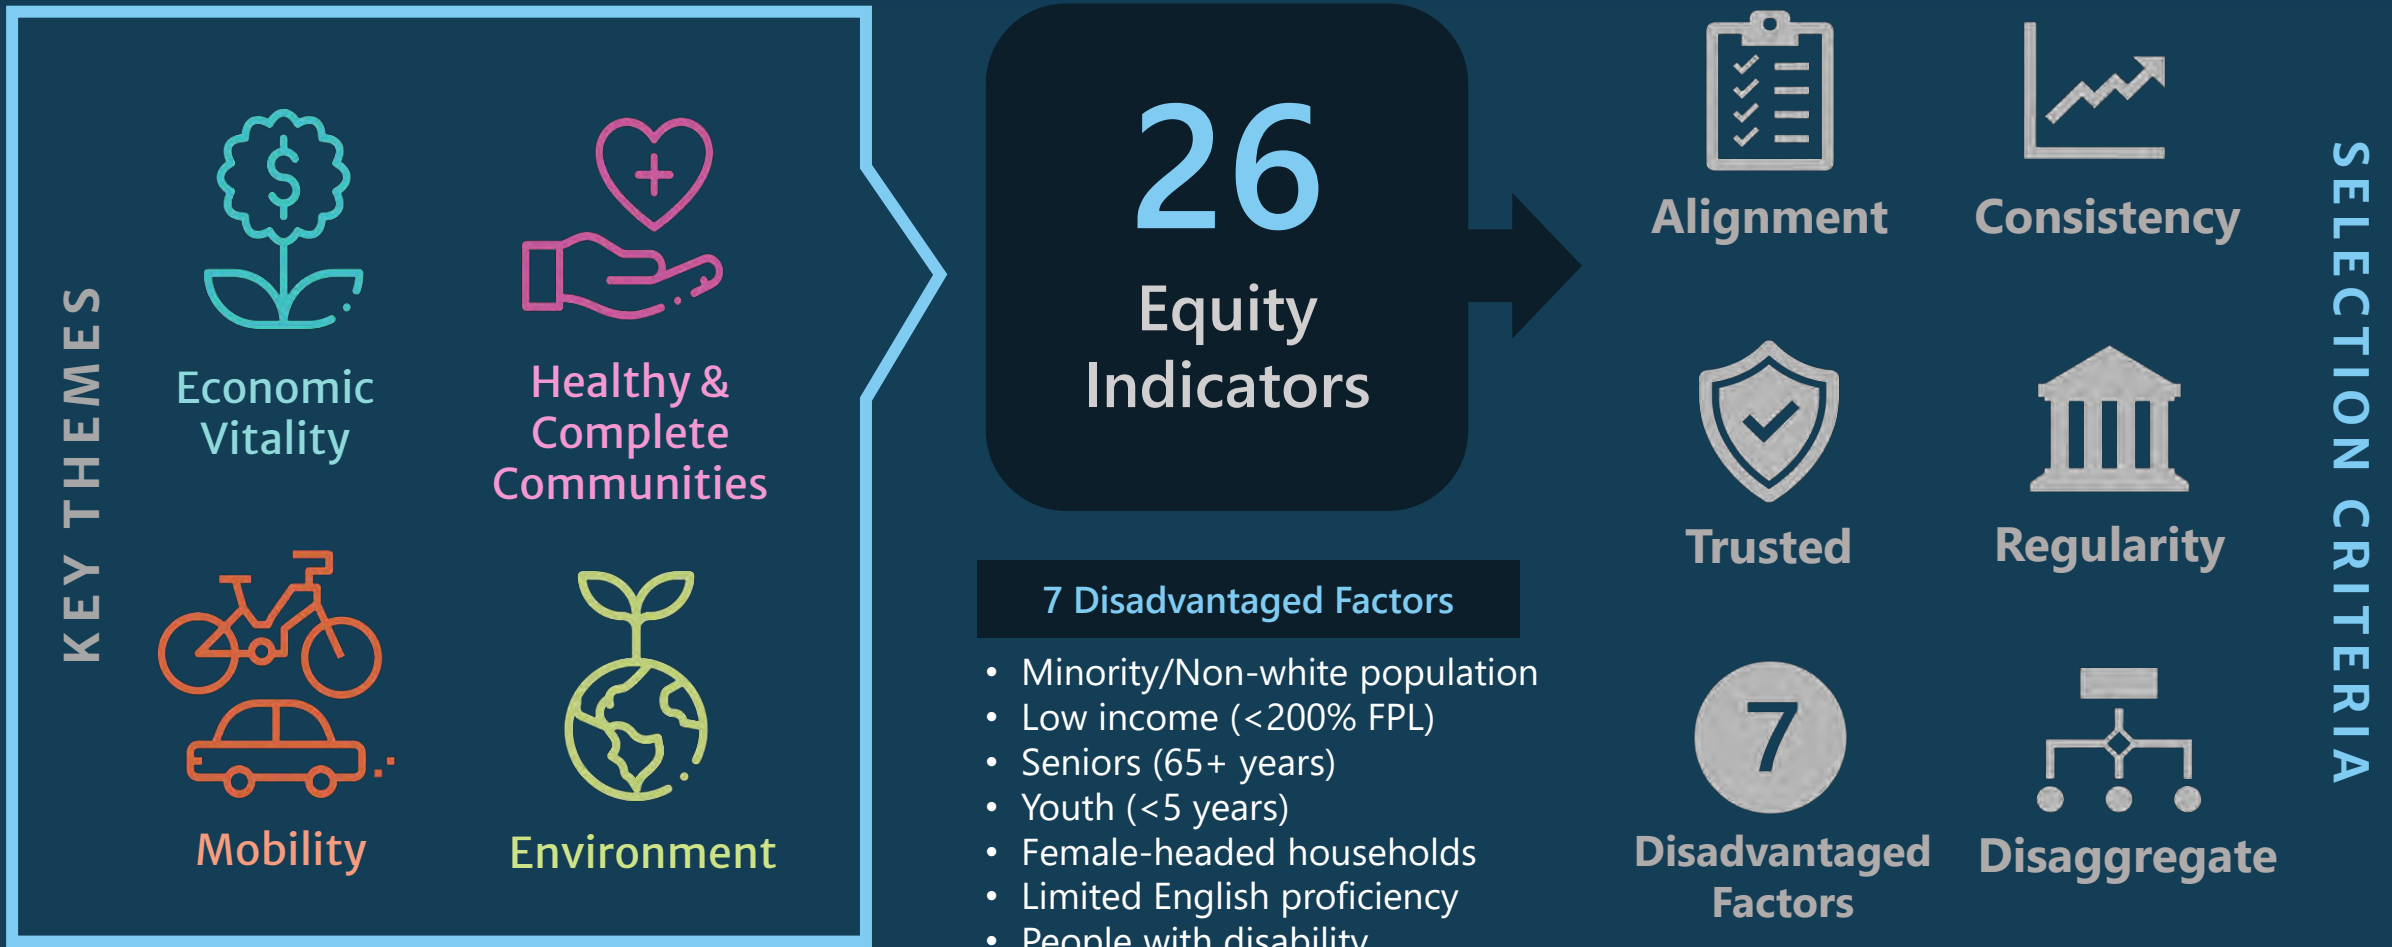 KEY THEMES
Economic
Vitality
Healthy &
Complete
Communities
Mobility
Environment
26
Equity
Indicators
7 Disadvantaged Factors
• Minority/Non-white population
• Low income (<200% FPL)
• Seniors (65+ years)
• Youth (<5 years)
• Female-headed households
• Limited English proficiency
• People with disability
Alignment
Consistency
Trusted
Regularity
7
Disadvantaged
Factors
Disaggregate
SELECTION CRITERIA